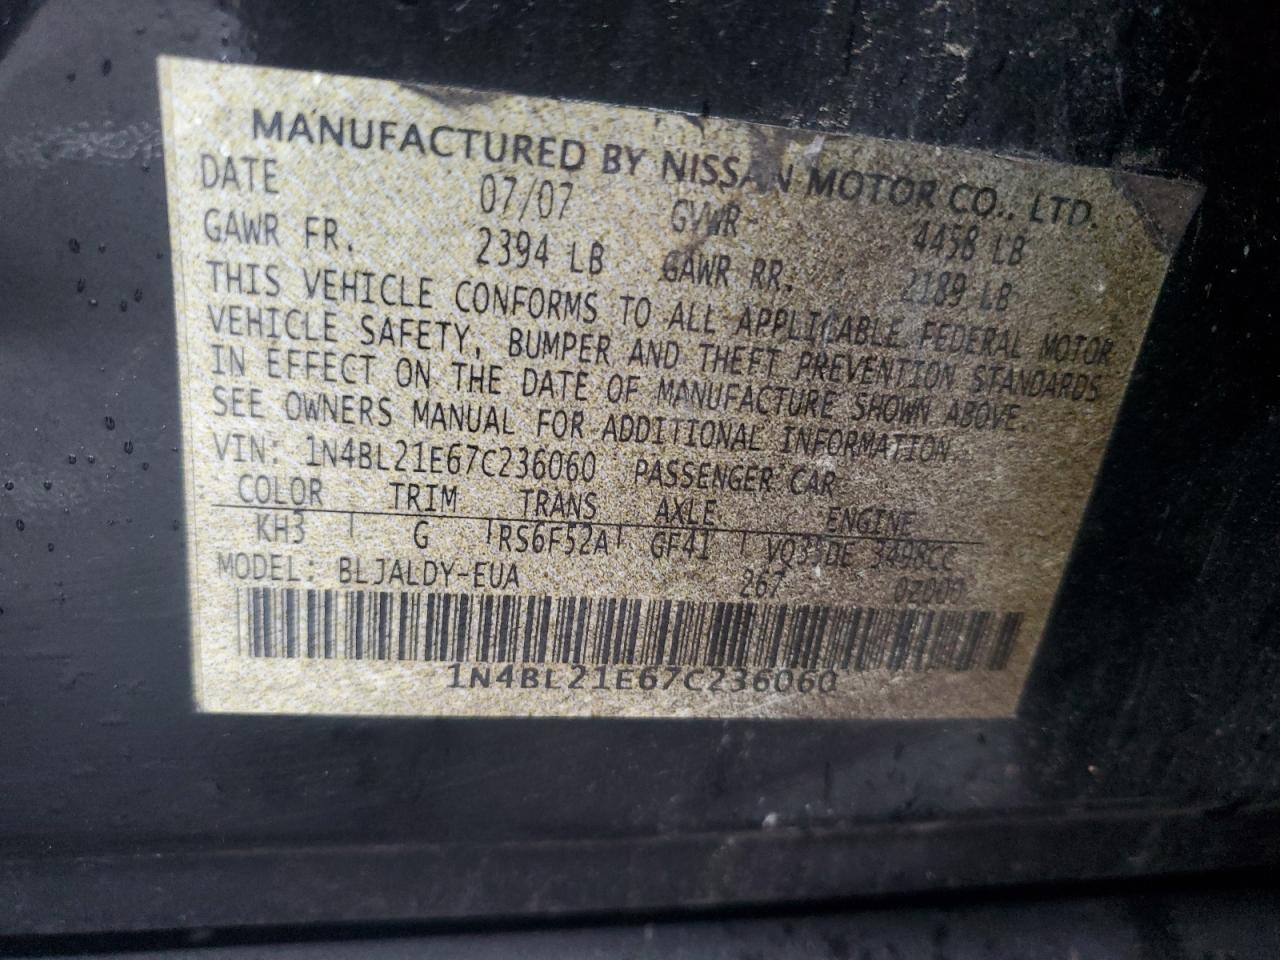 MANUFACTURED BY NISSAN MOTOR CO., LTD.
DATE 07/07 GVWR- 4458 LB
GAWR FR. 2394 LB GAWR RR. 2189 LB
THIS VEHICLE CONFORMS TO ALL APPLICABLE FEDERAL MOTOR
VEHICLE SAFETY, BUMPER AND THEFT PREVENTION STANDARDS
IN EFFECT ON THE DATE OF MANUFACTURE SHOWN ABOVE.
SEE OWNERS MANUAL FOR ADDITIONAL INFORMATION.
VIN: 1N4BL21E67C236060 PASSENGER CAR
COLOR TRIM TRANS AXLE ENGINE
KH3 G RS6F52A GF41 VQ35DE 3498CC
MODEL: BLJALDY-EUA 267 0Z000
1N4BL21E67C236060